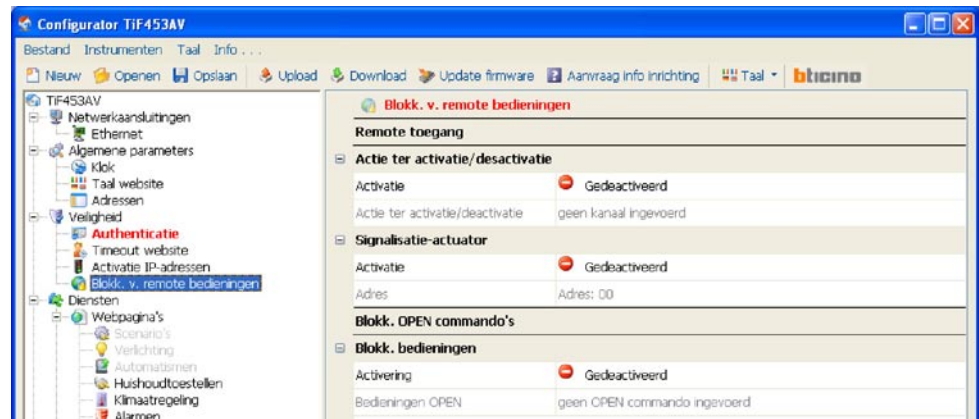 Configurator TiF453AV
Bestand Instrumenten Taal Info . . .
Nieuw Openen Opslaan Upload Download Update firmware Aanvraag info inrichting Taal bticino
TiF453AV
Netwerkaansluitingen
Ethernet
Algemene parameters
Klok
Taal website
Adressen
Veiligheid
Authenticatie
Timeout website
Activatie IP-adressen
Blokk. v. remote bedieningen
Diensten
Webpagina's
Scenario's
Verlichting
Automatismen
Huishoudtoestellen
Klimaatregeling
Alarmen
Blokk. v. remote bedieningen
Remote toegang
Actie ter activatie/desactivatie
Activatie Gedeactiveerd
Actie ter activatie/deactivatie geen kanaal ingevoerd
Signalisatie-actuator
Activatie Gedeactiveerd
Adres Adres: 00
Blokk. OPEN commando's
Blokk. bedieningen
Activering Gedeactiveerd
Bedieningen OPEN geen OPEN commando ingevoerd